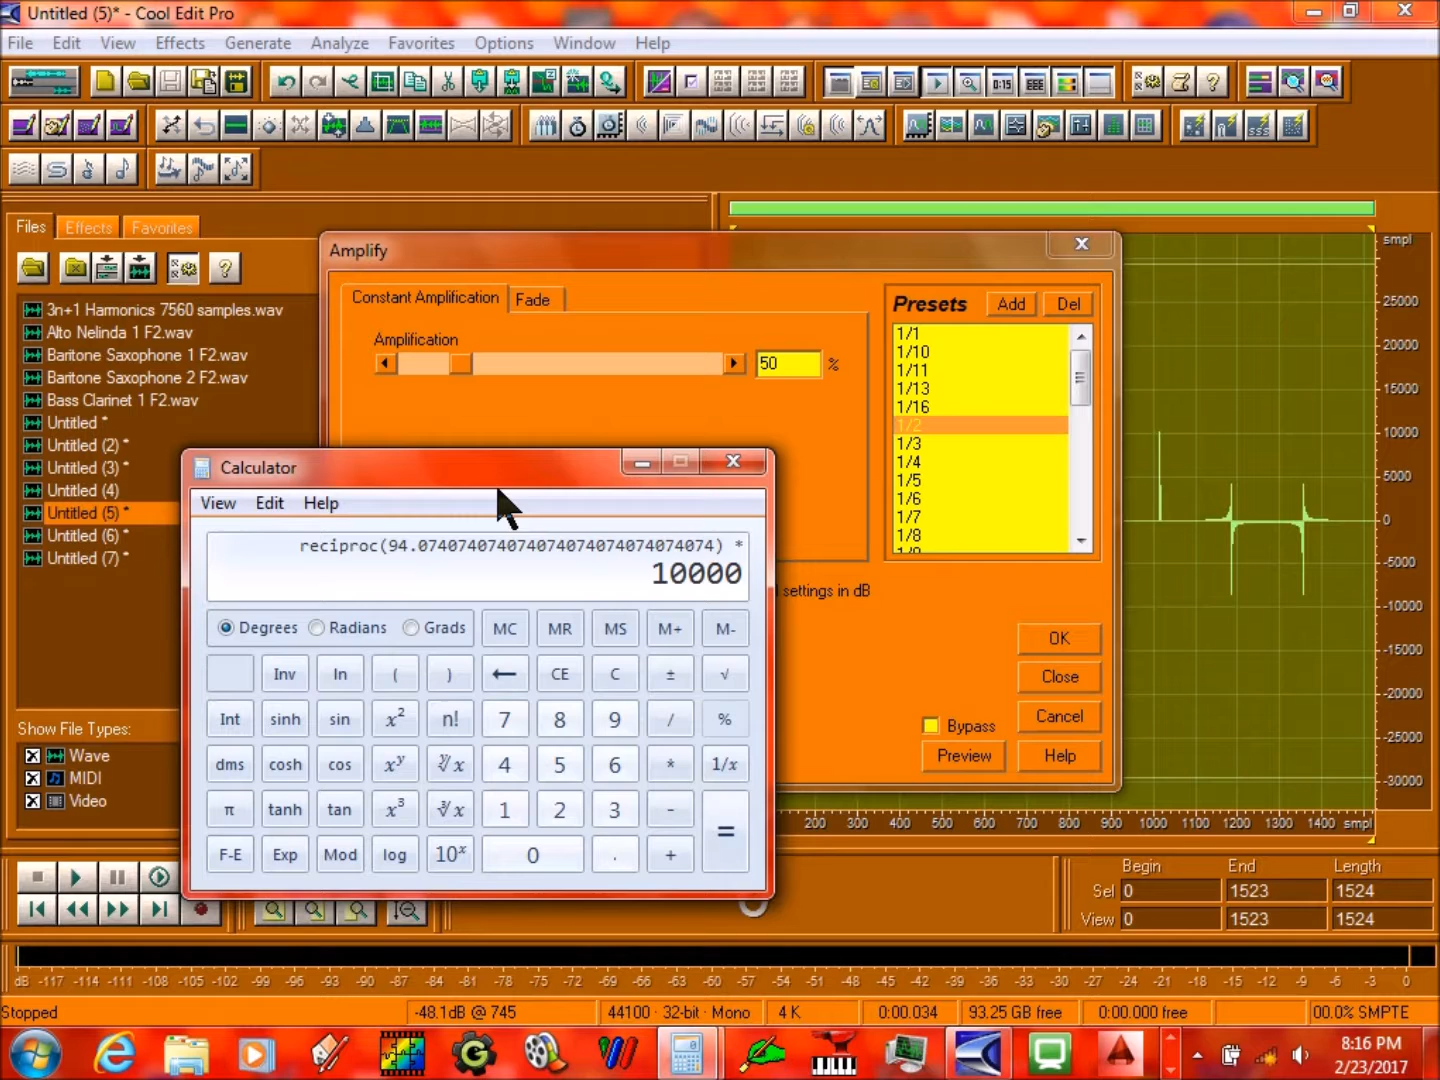 Untitled (5)* - Cool Edit Pro
File Edit View Effects Generate Analyze Favorites Options Window Help
Files Effects Favorites
3n+1 Harmonics 7560 samples.wav
Alto Nelinda 1 F2.wav
Baritone Saxophone 1 F2.wav
Baritone Saxophone 2 F2.wav
Bass Clarinet 1 F2.wav
Untitled *
Untitled (2) *
Untitled (3) *
Untitled (4)
Untitled (5) *
Untitled (6) *
Untitled (7) *
Show File Types:
Wave
MIDI
Video
Amplify
Constant Amplification Fade
Amplification
50 %
Presets Add Del
1/1
1/10
1/11
1/13
1/16
1/2
1/3
1/4
1/5
1/6
1/7
1/8
settings in dB
OK
Close
Cancel
Bypass
Preview Help
Calculator
View Edit Help
reciproc(94.074074074074074074074074074074) *
10000
Degrees Radians Grads MC MR MS M+ M-
Inv ln ( ) ← CE C ± √
Int sinh sin x² n! 7 8 9 / %
dms cosh cos xʸ ʸ√x 4 5 6 * 1/x
π tanh tan x³ ³√x 1 2 3 - =
F-E Exp Mod log 10ˣ 0 . +
smpl
25000
20000
15000
10000
5000
0
-5000
-10000
-15000
-20000
-25000
-30000
200 300 400 500 600 700 800 900 1000 1100 1200 1300 1400 smpl
Begin End Length
Sel 0 1523 1524
View 0 1523 1524
dB -117 -114 -111 -108 -105 -102 -99 -96 -93 -90 -87 -84 -81 -78 -75 -72 -69 -66 -63 -60 -57 -54 -51 -48 -45 -42 -39 -36 -33 -30 -27 -24 -21 -18 -15 -12 -9 -6 -3 0
Stopped -48.1dB @ 745 44100 · 32-bit · Mono 4 K 0:00.034 93.25 GB free 0:00.000 free 00.0% SMPTE
8:16 PM
2/23/2017